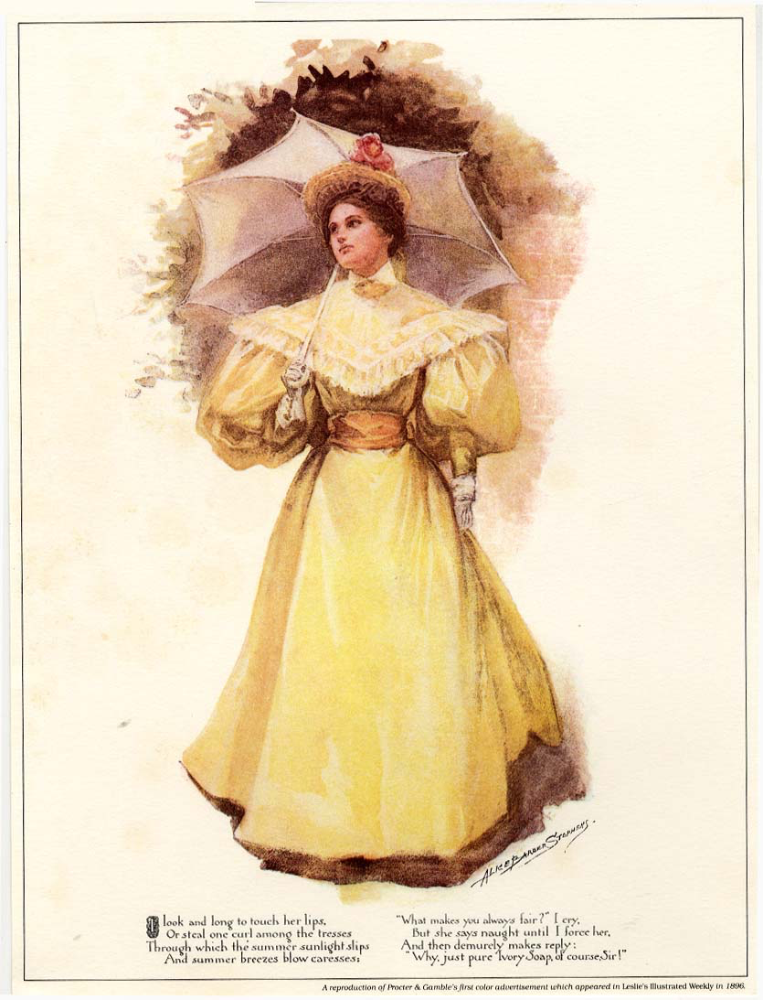 ALICE BARBER STEPHENS.
I look and long to touch her lips,
Or steal one curl among the tresses
Through which the summer sunlight slips
And summer breezes blow caresses;
"What makes you always fair?" I cry,
But she says naught until I force her,
And then demurely makes reply:
"Why, just pure Ivory Soap, of course, Sir!"
A reproduction of Procter & Gamble's first color advertisement which appeared in Leslie's Illustrated Weekly in 1896.